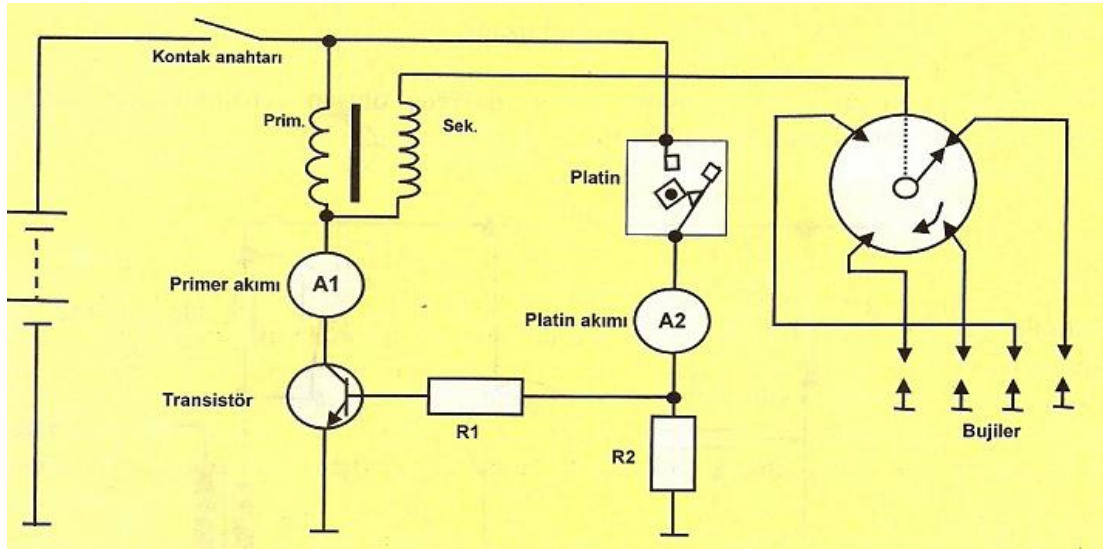 Kontak anahtarı
Prim.
Sek.
Platin
Primer akımı
A1
Platin akımı
A2
Transistör
R1
R2
Bujiler